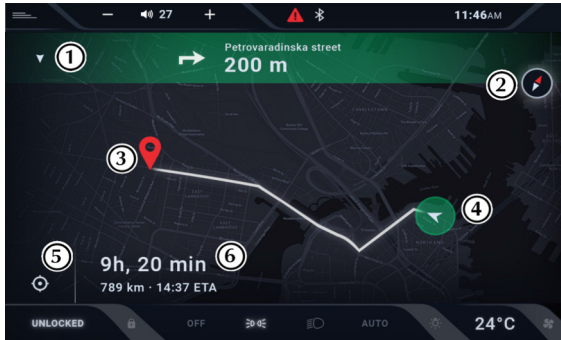 27
11:46AM
1
Petrovaradinska street
200 m
2
3
4
5
9h, 20 min
6
789 km · 14:37 ETA
UNLOCKED
OFF
AUTO
24°C